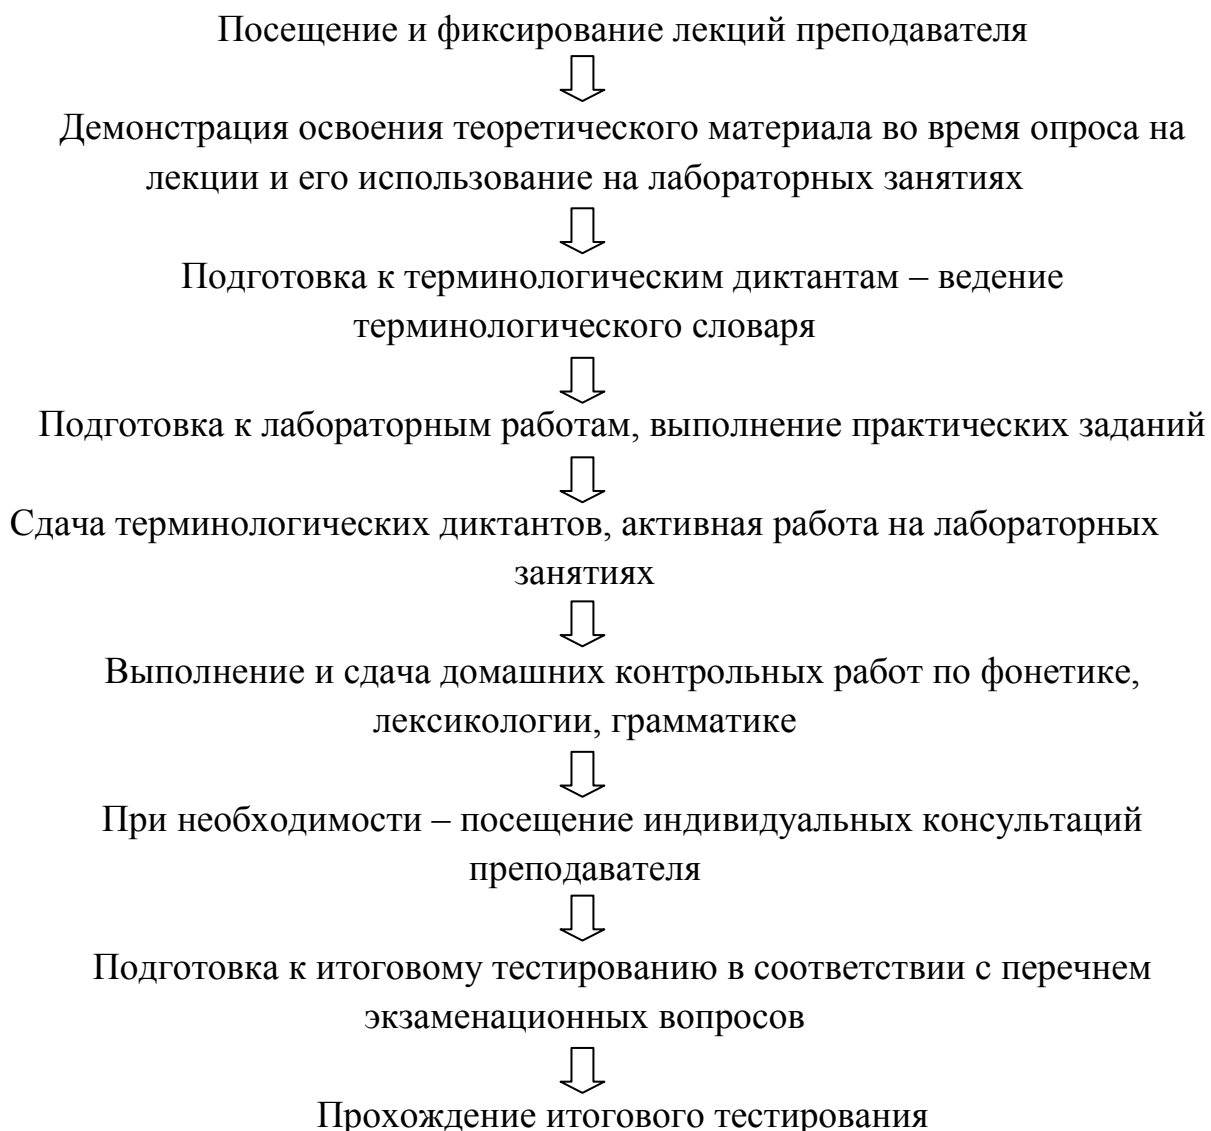 Посещение и фиксирование лекций преподавателя
Демонстрация освоения теоретического материала во время опроса на
лекции и его использование на лабораторных занятиях
Подготовка к терминологическим диктантам – ведение
терминологического словаря
Подготовка к лабораторным работам, выполнение практических заданий
Сдача терминологических диктантов, активная работа на лабораторных
занятиях
Выполнение и сдача домашних контрольных работ по фонетике,
лексикологии, грамматике
При необходимости – посещение индивидуальных консультаций
преподавателя
Подготовка к итоговому тестированию в соответствии с перечнем
экзаменационных вопросов
Прохождение итогового тестирования